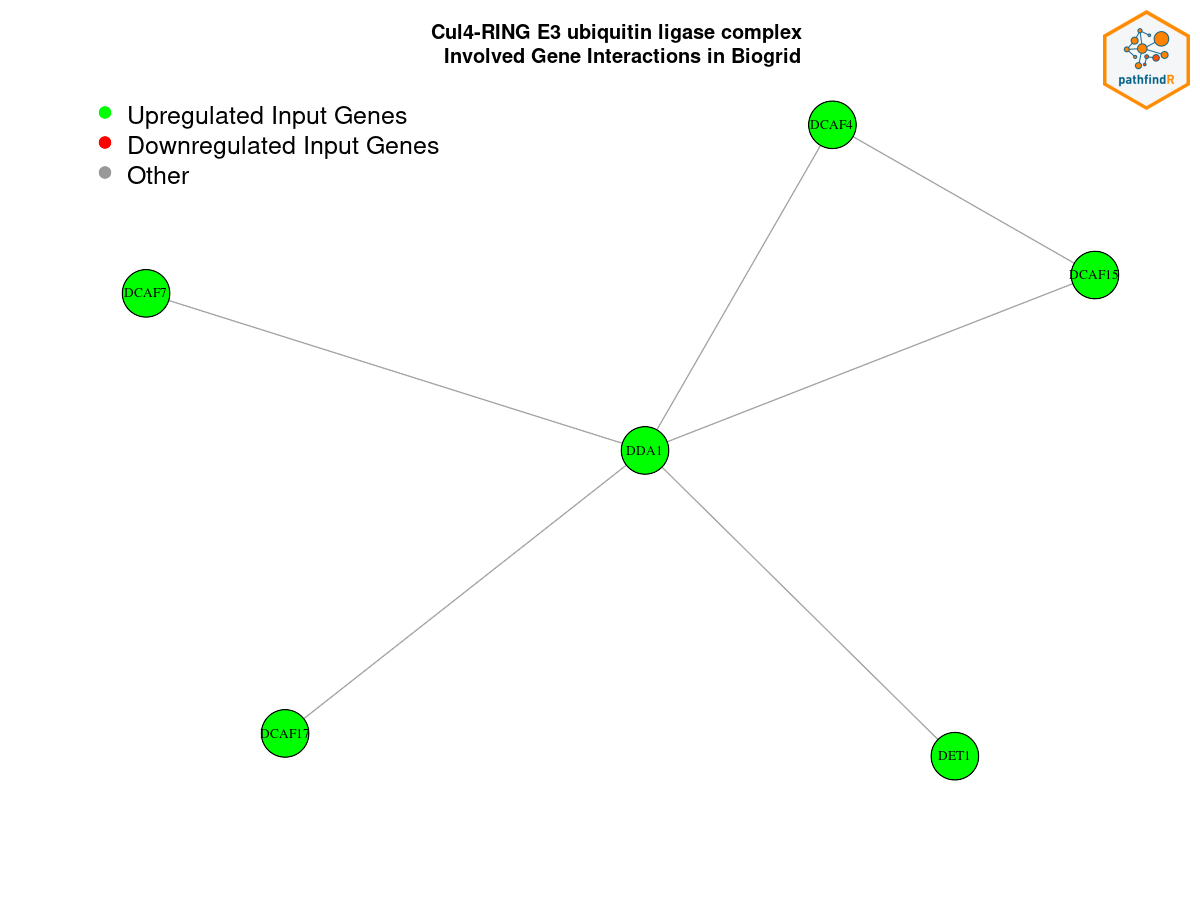 Cul4-RING E3 ubiquitin ligase complex
Involved Gene Interactions in Biogrid
pathfindR
Upregulated Input Genes
Downregulated Input Genes
Other
DCAF4
DCAF15
DCAF7
DDA1
DCAF17
DET1